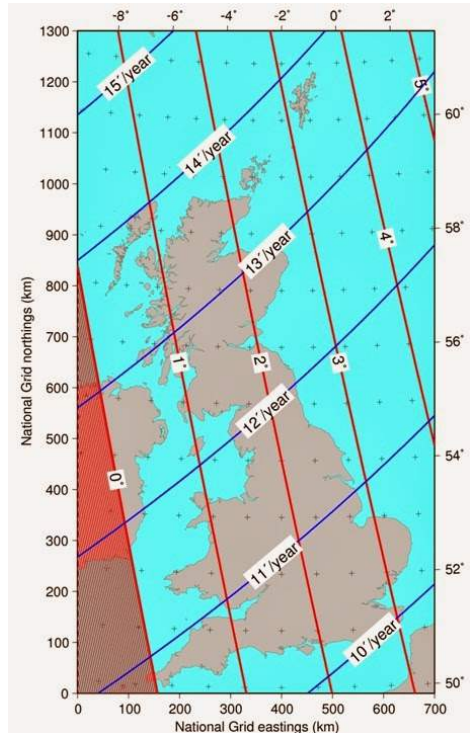 -8° -6° -4° -2° 0° 2°
1300
1200
1100
1000
900
800
700
600
500
400
300
200
100
0
National Grid northings (km)
60°
58°
56°
54°
52°
50°
15´/year
14´/year
13´/year
12´/year
11´/year
10´/year
0°
1°
2°
3°
4°
5°
0 100 200 300 400 500 600 700
National Grid eastings (km)